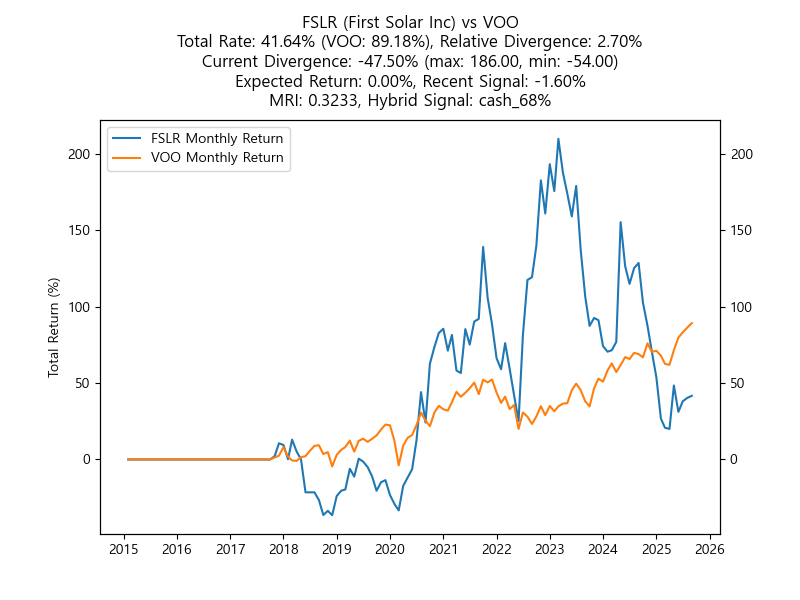 FSLR (First Solar Inc) vs VOO
Total Rate: 41.64% (VOO: 89.18%), Relative Divergence: 2.70%
Current Divergence: -47.50% (max: 186.00, min: -54.00)
Expected Return: 0.00%, Recent Signal: -1.60%
MRI: 0.3233, Hybrid Signal: cash_68%
FSLR Monthly Return
VOO Monthly Return
Total Return (%)
200
150
100
50
0
200
150
100
50
0
2015 2016 2017 2018 2019 2020 2021 2022 2023 2024 2025 2026